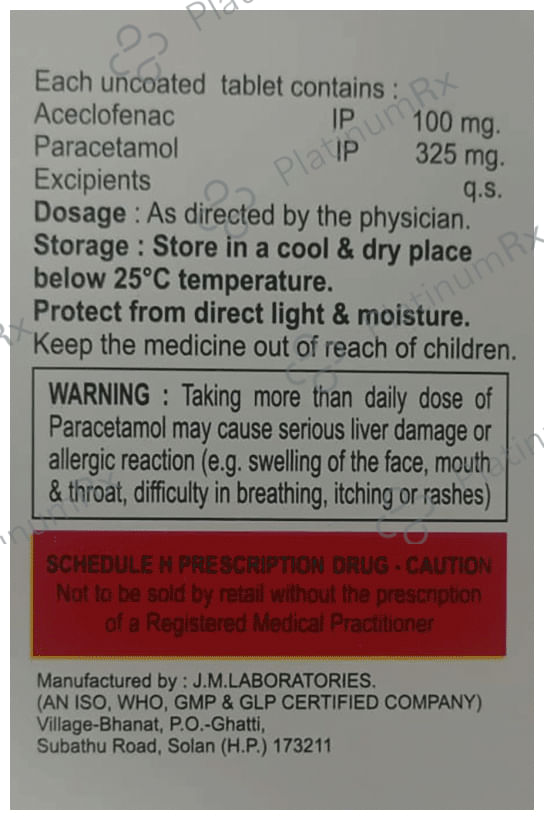 Each uncoated tablet contains :
Aceclofenac IP 100 mg.
Paracetamol IP 325 mg.
Excipients q.s.
Dosage : As directed by the physician.
Storage : Store in a cool & dry place
below 25°C temperature.
Protect from direct light & moisture.
Keep the medicine out of reach of children.
WARNING : Taking more than daily dose of
Paracetamol may cause serious liver damage or
allergic reaction (e.g. swelling of the face, mouth
& throat, difficulty in breathing, itching or rashes)
SCHEDULE H PRESCRIPTION DRUG - CAUTION
Not to be sold by retail without the prescription
of a Registered Medical Practitioner
Manufactured by : J.M.LABORATORIES.
(AN ISO, WHO, GMP & GLP CERTIFIED COMPANY)
Village-Bhanat, P.O.-Ghatti,
Subathu Road, Solan (H.P.) 173211
PlatinumRx
PlatinumRx